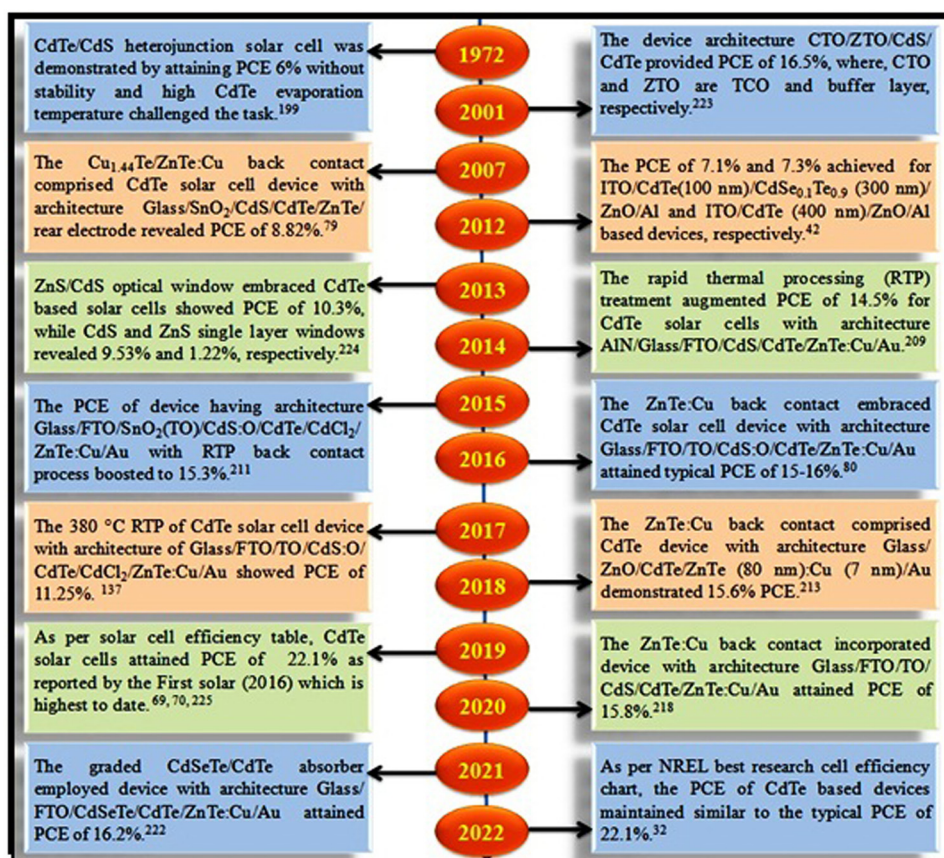 CdTe/CdS heterojunction solar cell was
demonstrated by attaining PCE 6% without
stability and high CdTe evaporation
temperature challenged the task.199
1972
The device architecture CTO/ZTO/CdS/
CdTe provided PCE of 16.5%, where, CTO
and ZTO are TCO and buffer layer,
respectively.223
2001
The Cu1.44Te/ZnTe:Cu back contact
comprised CdTe solar cell device with
architecture Glass/SnO2/CdS/CdTe/ZnTe/
rear electrode revealed PCE of 8.82%.79
2007
The PCE of 7.1% and 7.3% achieved for
ITO/CdTe(100 nm)/CdSe0.1Te0.9 (300 nm)/
ZnO/Al and ITO/CdTe (400 nm)/ZnO/Al
based devices, respectively.42
2012
ZnS/CdS optical window embraced CdTe
based solar cells showed PCE of 10.3%,
while CdS and ZnS single layer windows
revealed 9.53% and 1.22%, respectively.224
2013
The rapid thermal processing (RTP)
treatment augmented PCE of 14.5% for
CdTe solar cells with architecture
AlN/Glass/FTO/CdS/CdTe/ZnTe:Cu/Au.209
2014
The PCE of device having architecture
Glass/FTO/SnO2(TO)/CdS:O/CdTe/CdCl2/
ZnTe:Cu/Au with RTP back contact
process boosted to 15.3%.211
2015
The ZnTe:Cu back contact embraced
CdTe solar cell device with architecture
Glass/FTO/TO/CdS:O/CdTe/ZnTe:Cu/Au
attained typical PCE of 15-16%.80
2016
The 380 °C RTP of CdTe solar cell device
with architecture of Glass/FTO/TO/CdS:O/
CdTe/CdCl2/ZnTe:Cu/Au showed PCE of
11.25%. 137
2017
The ZnTe:Cu back contact comprised
CdTe device with architecture Glass/
ZnO/CdTe/ZnTe (80 nm):Cu (7 nm)/Au
demonstrated 15.6% PCE.213
2018
As per solar cell efficiency table, CdTe
solar cells attained PCE of 22.1% as
reported by the First solar (2016) which is
highest to date.69, 70, 225
2019
The ZnTe:Cu back contact incorporated
device with architecture Glass/FTO/TO/
CdS/CdTe/ZnTe:Cu/Au attained PCE of
15.8%.218
2020
The graded CdSeTe/CdTe absorber
employed device with architecture Glass/
FTO/CdSeTe/CdTe/ZnTe:Cu/Au attained
PCE of 16.2%.222
2021
As per NREL best research cell efficiency
chart, the PCE of CdTe based devices
maintained similar to the typical PCE of
22.1%.32
2022